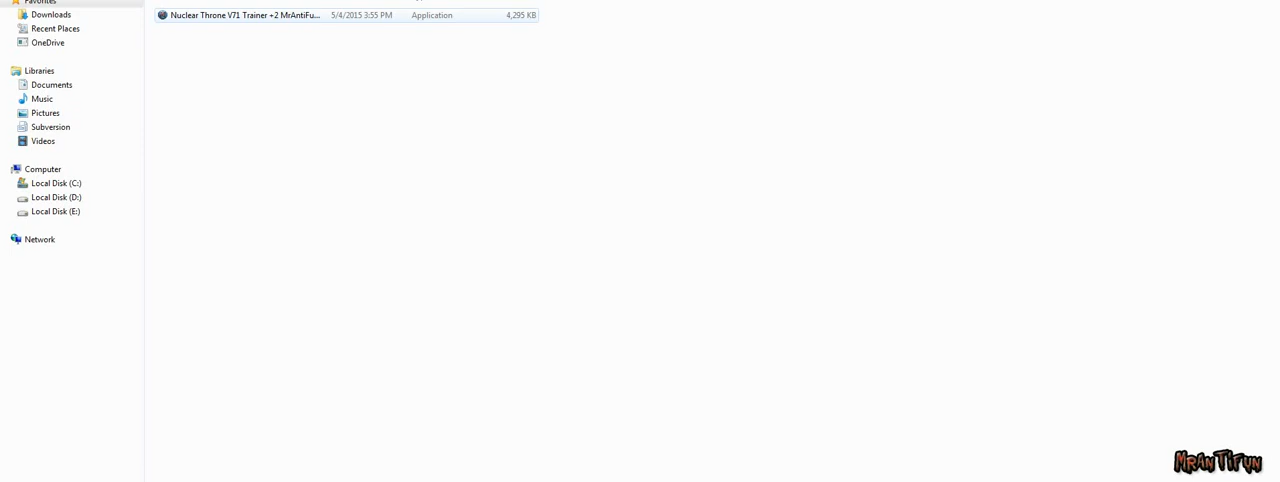 Favorites
Downloads
Recent Places
OneDrive
Libraries
Documents
Music
Pictures
Subversion
Videos
Computer
Local Disk (C:)
Local Disk (D:)
Local Disk (E:)
Network
Nuclear Throne V71 Trainer +2 MrAntiFu... 5/4/2015 3:55 PM Application 4,295 KB
MrAnTiFun